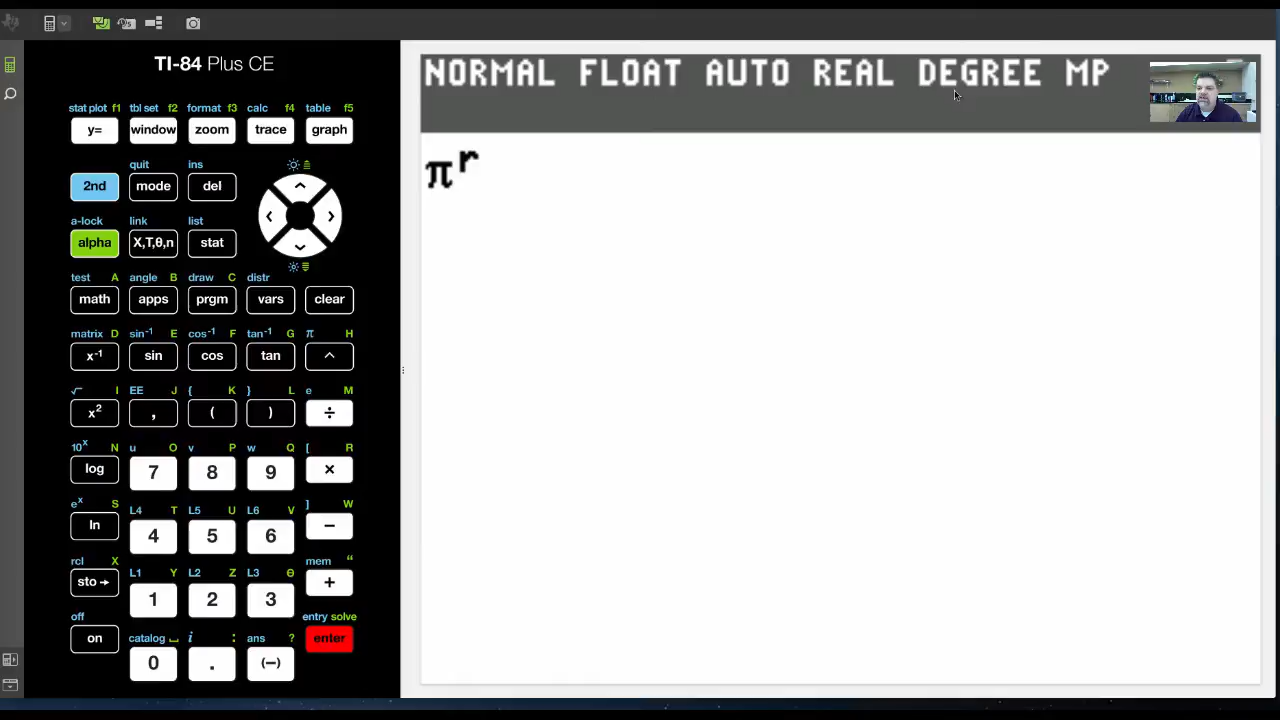 TI-84 Plus CE
NORMAL FLOAT AUTO REAL DEGREE MP
πʳ
stat plot f1 tbl set f2 format f3 calc f4 table f5
y= window zoom trace graph
quit ins
2nd mode del
a-lock link list
alpha X,T,θ,n stat
test A angle B draw C distr
math apps prgm vars clear
matrix D sin⁻¹ E cos⁻¹ F tan⁻¹ G π H
x⁻¹ sin cos tan ^
√ I EE J { K } L e M
x² , ( ) ÷
10ˣ N u O v P w Q [ R
log 7 8 9 ×
eˣ S L4 T L5 U L6 V ] W
ln 4 5 6 −
rcl X L1 Y L2 Z L3 θ mem “
sto → 1 2 3 +
off catalog ⎵ i : ans ? entry solve
on 0 . (−) enter